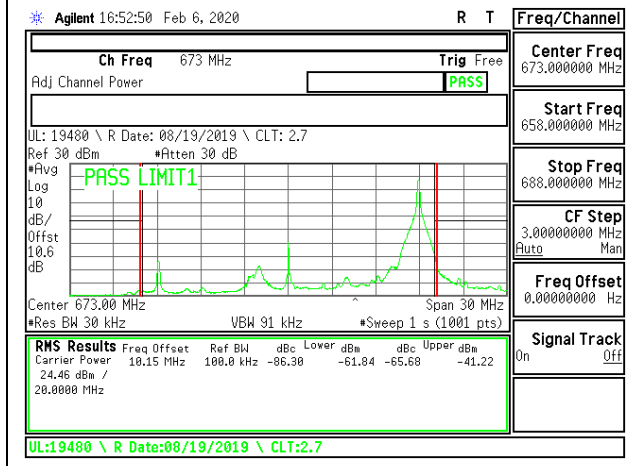 Agilent 16:52:50 Feb 6, 2020 R T
Ch Freq 673 MHz Trig Free
Adj Channel Power PASS
UL: 19480 \ R Date: 08/19/2019 \ CLT: 2.7
Ref 30 dBm #Atten 30 dB
#Avg
Log
10
dB/
Offst
10.6
dB
PASS LIMIT1
Center 673.00 MHz ^ Span 30 MHz
#Res BW 30 kHz VBW 91 kHz #Sweep 1 s (1001 pts)
RMS Results Freq Offset Ref BW dBc Lower dBm dBc Upper dBm
Carrier Power 10.15 MHz 100.0 kHz -86.30 -61.84 -65.68 -41.22
24.46 dBm /
20.0000 MHz
UL:19480 \ R Date:08/19/2019 \ CLT:2.7
Freq/Channel
Center Freq
673.000000 MHz
Start Freq
658.000000 MHz
Stop Freq
688.000000 MHz
CF Step
3.00000000 MHz
Auto Man
Freq Offset
0.00000000 Hz
Signal Track
On Off